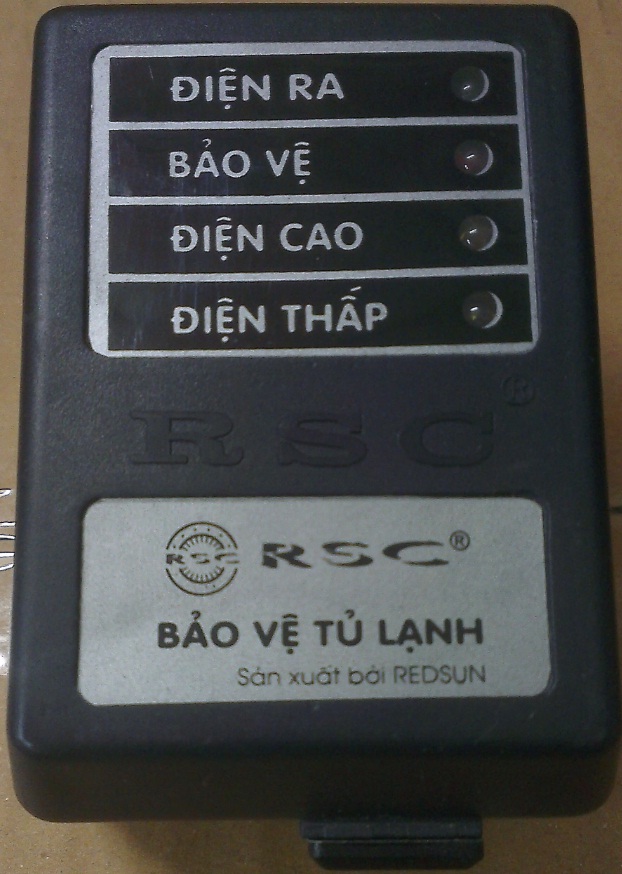 ĐIỆN RA
BẢO VỆ
ĐIỆN CAO
ĐIỆN THẤP
RSC®
RSC RSC®
BẢO VỆ TỦ LẠNH
Sản xuất bởi REDSUN